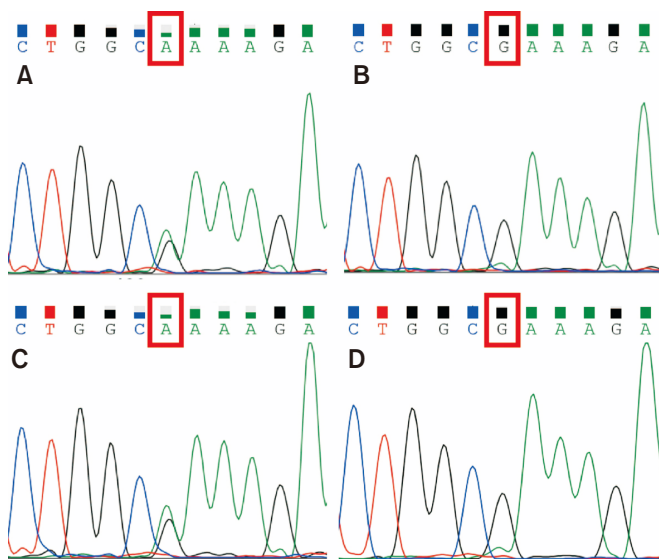 C T G G C A A A A G A
A
C T G G C G A A A G A
B
C T G G C A A A A G A
C
C T G G C G A A A G A
D